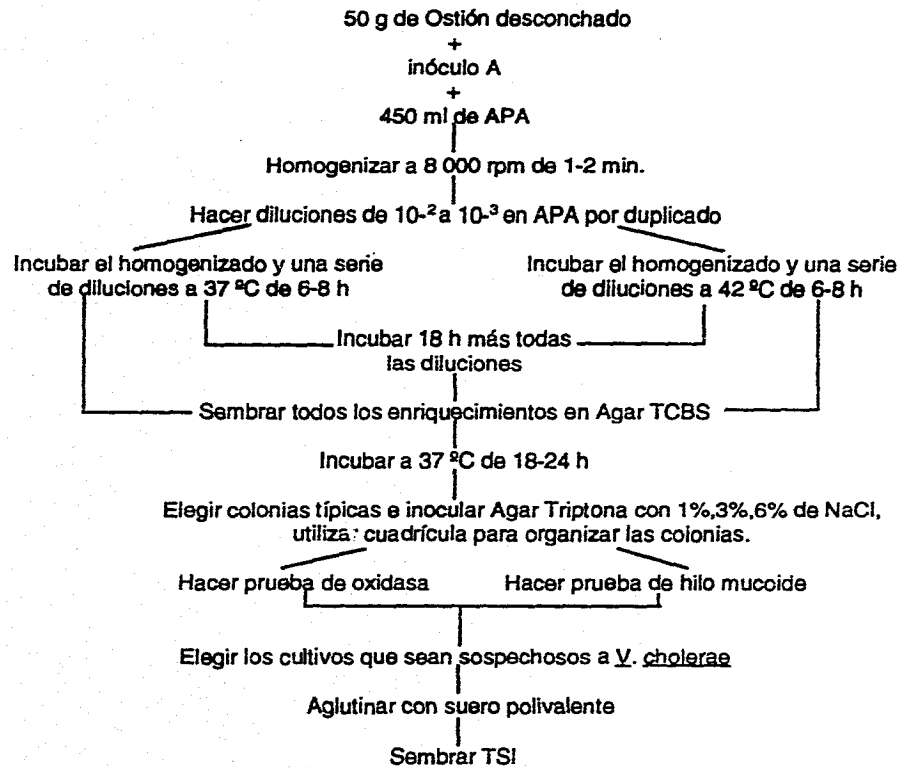 50 g de Ostión desconchado
+
inóculo A
+
450 ml de APA
Homogenizar a 8 000 rpm de 1-2 min.
Hacer diluciones de 10-² a 10-³ en APA por duplicado
Incubar el homogenizado y una serie
de diluciones a 37 ºC de 6-8 h
Incubar el homogenizado y una serie
de diluciones a 42 ºC de 6-8 h
Incubar 18 h más todas
las diluciones
Sembrar todos los enriquecimientos en Agar TCBS
Incubar a 37 ºC de 18-24 h
Elegir colonias típicas e inocular Agar Triptona con 1%,3%,6% de NaCl,
utiliza: cuadrícula para organizar las colonias.
Hacer prueba de oxidasa
Hacer prueba de hilo mucoide
Elegir los cultivos que sean sospechosos a V. cholerae
Aglutinar con suero polivalente
Sembrar TSI